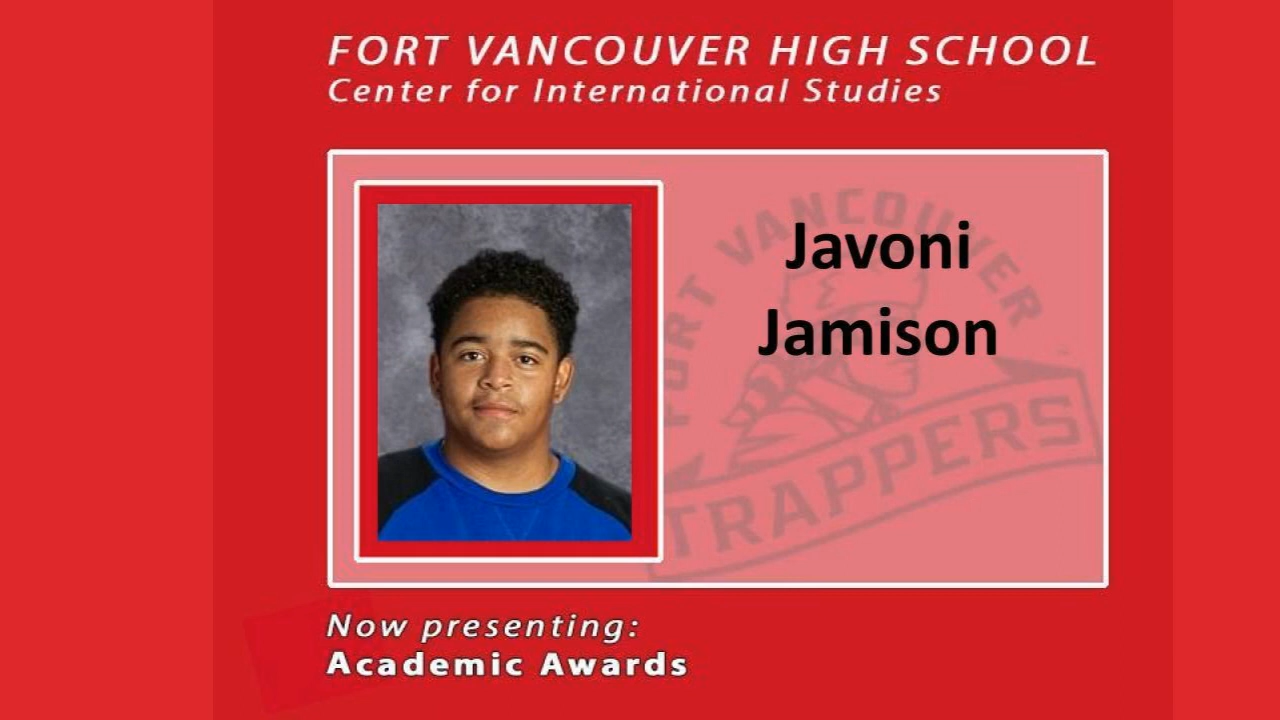 FORT VANCOUVER HIGH SCHOOL
Center for International Studies
FORT VANCOUVER
TRAPPERS
Javoni
Jamison
Now presenting:
Academic Awards